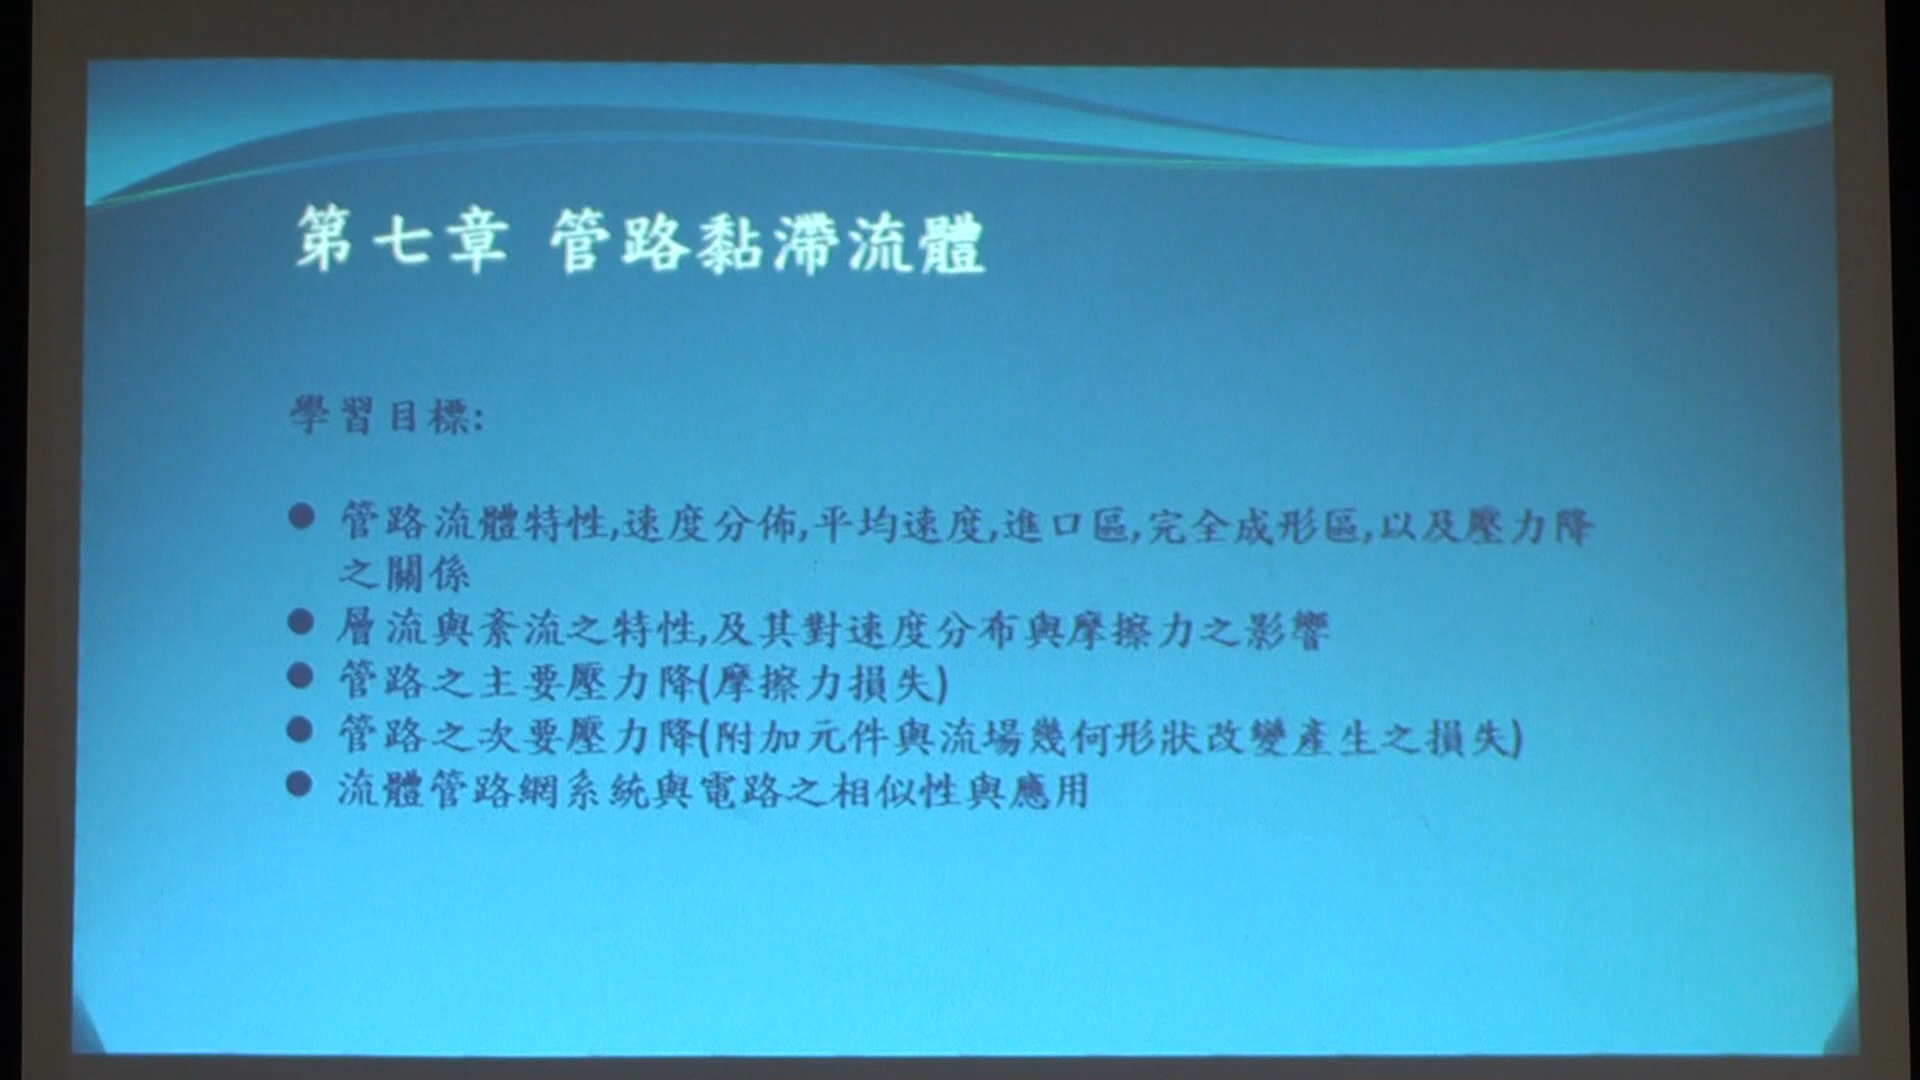 第七章 管路黏滯流體
學習目標:
● 管路流體特性,速度分佈,平均速度,進口區,完全成形區,以及壓力降
之關係
● 層流與紊流之特性,及其對速度分布與摩擦力之影響
● 管路之主要壓力降(摩擦力損失)
● 管路之次要壓力降(附加元件與流場幾何形狀改變產生之損失)
● 流體管路網系統與電路之相似性與應用